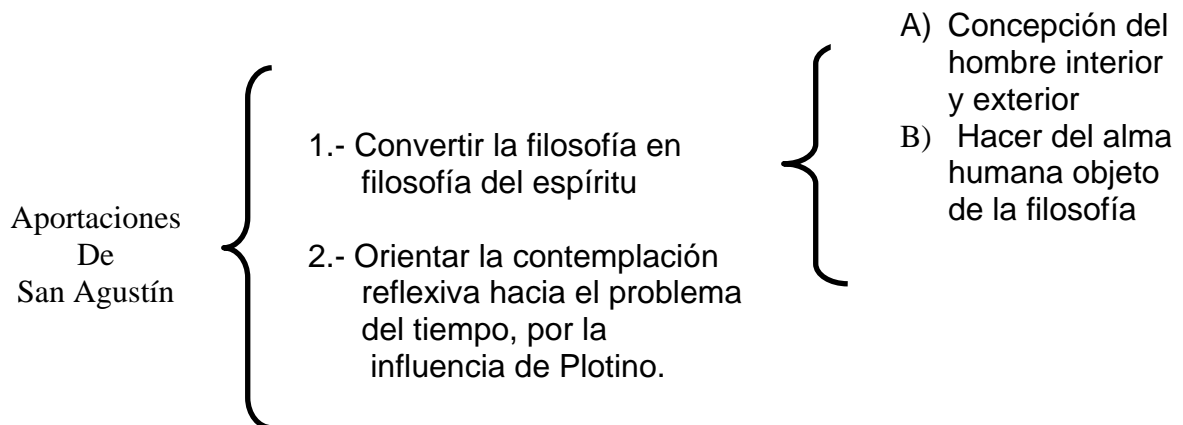 Aportaciones
De
San Agustín
1.- Convertir la filosofía en
filosofía del espíritu
2.- Orientar la contemplación
reflexiva hacia el problema
del tiempo, por la
influencia de Plotino.
A) Concepción del
hombre interior
y exterior
B) Hacer del alma
humana objeto
de la filosofía